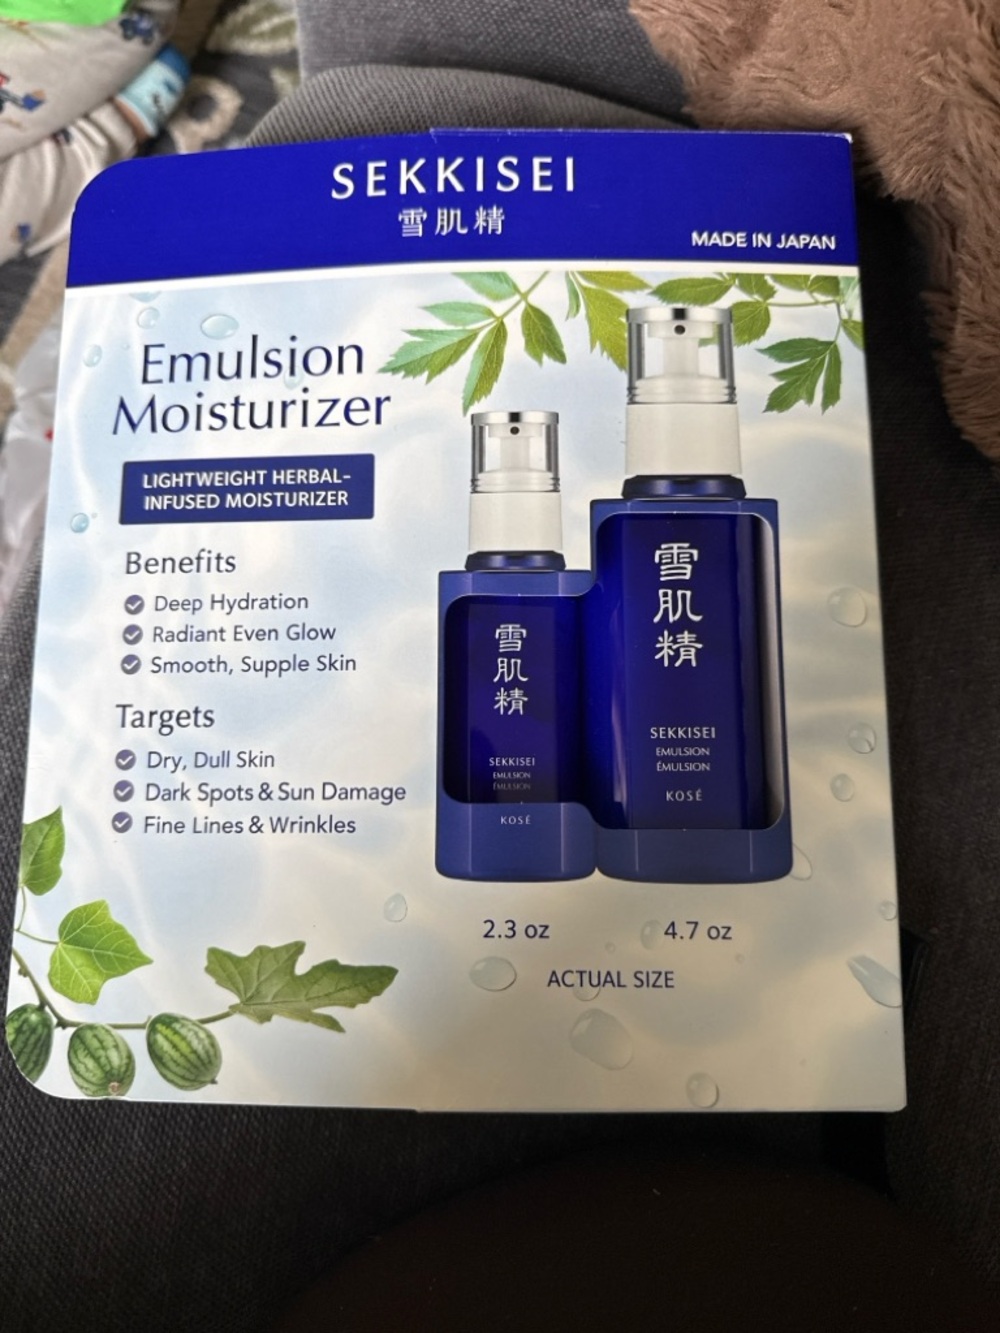 SEKKISEI
雪肌精
MADE IN JAPAN
Emulsion
Moisturizer
LIGHTWEIGHT HERBAL-
INFUSED MOISTURIZER
Benefits
Deep Hydration
Radiant Even Glow
Smooth, Supple Skin
Targets
Dry, Dull Skin
Dark Spots & Sun Damage
Fine Lines & Wrinkles
雪
肌
精
SEKKISEI
EMULSION
ÉMULSION
KOSÉ
雪
肌
精
SEKKISEI
EMULSION
ÉMULSION
KOSÉ
2.3 oz
4.7 oz
ACTUAL SIZE